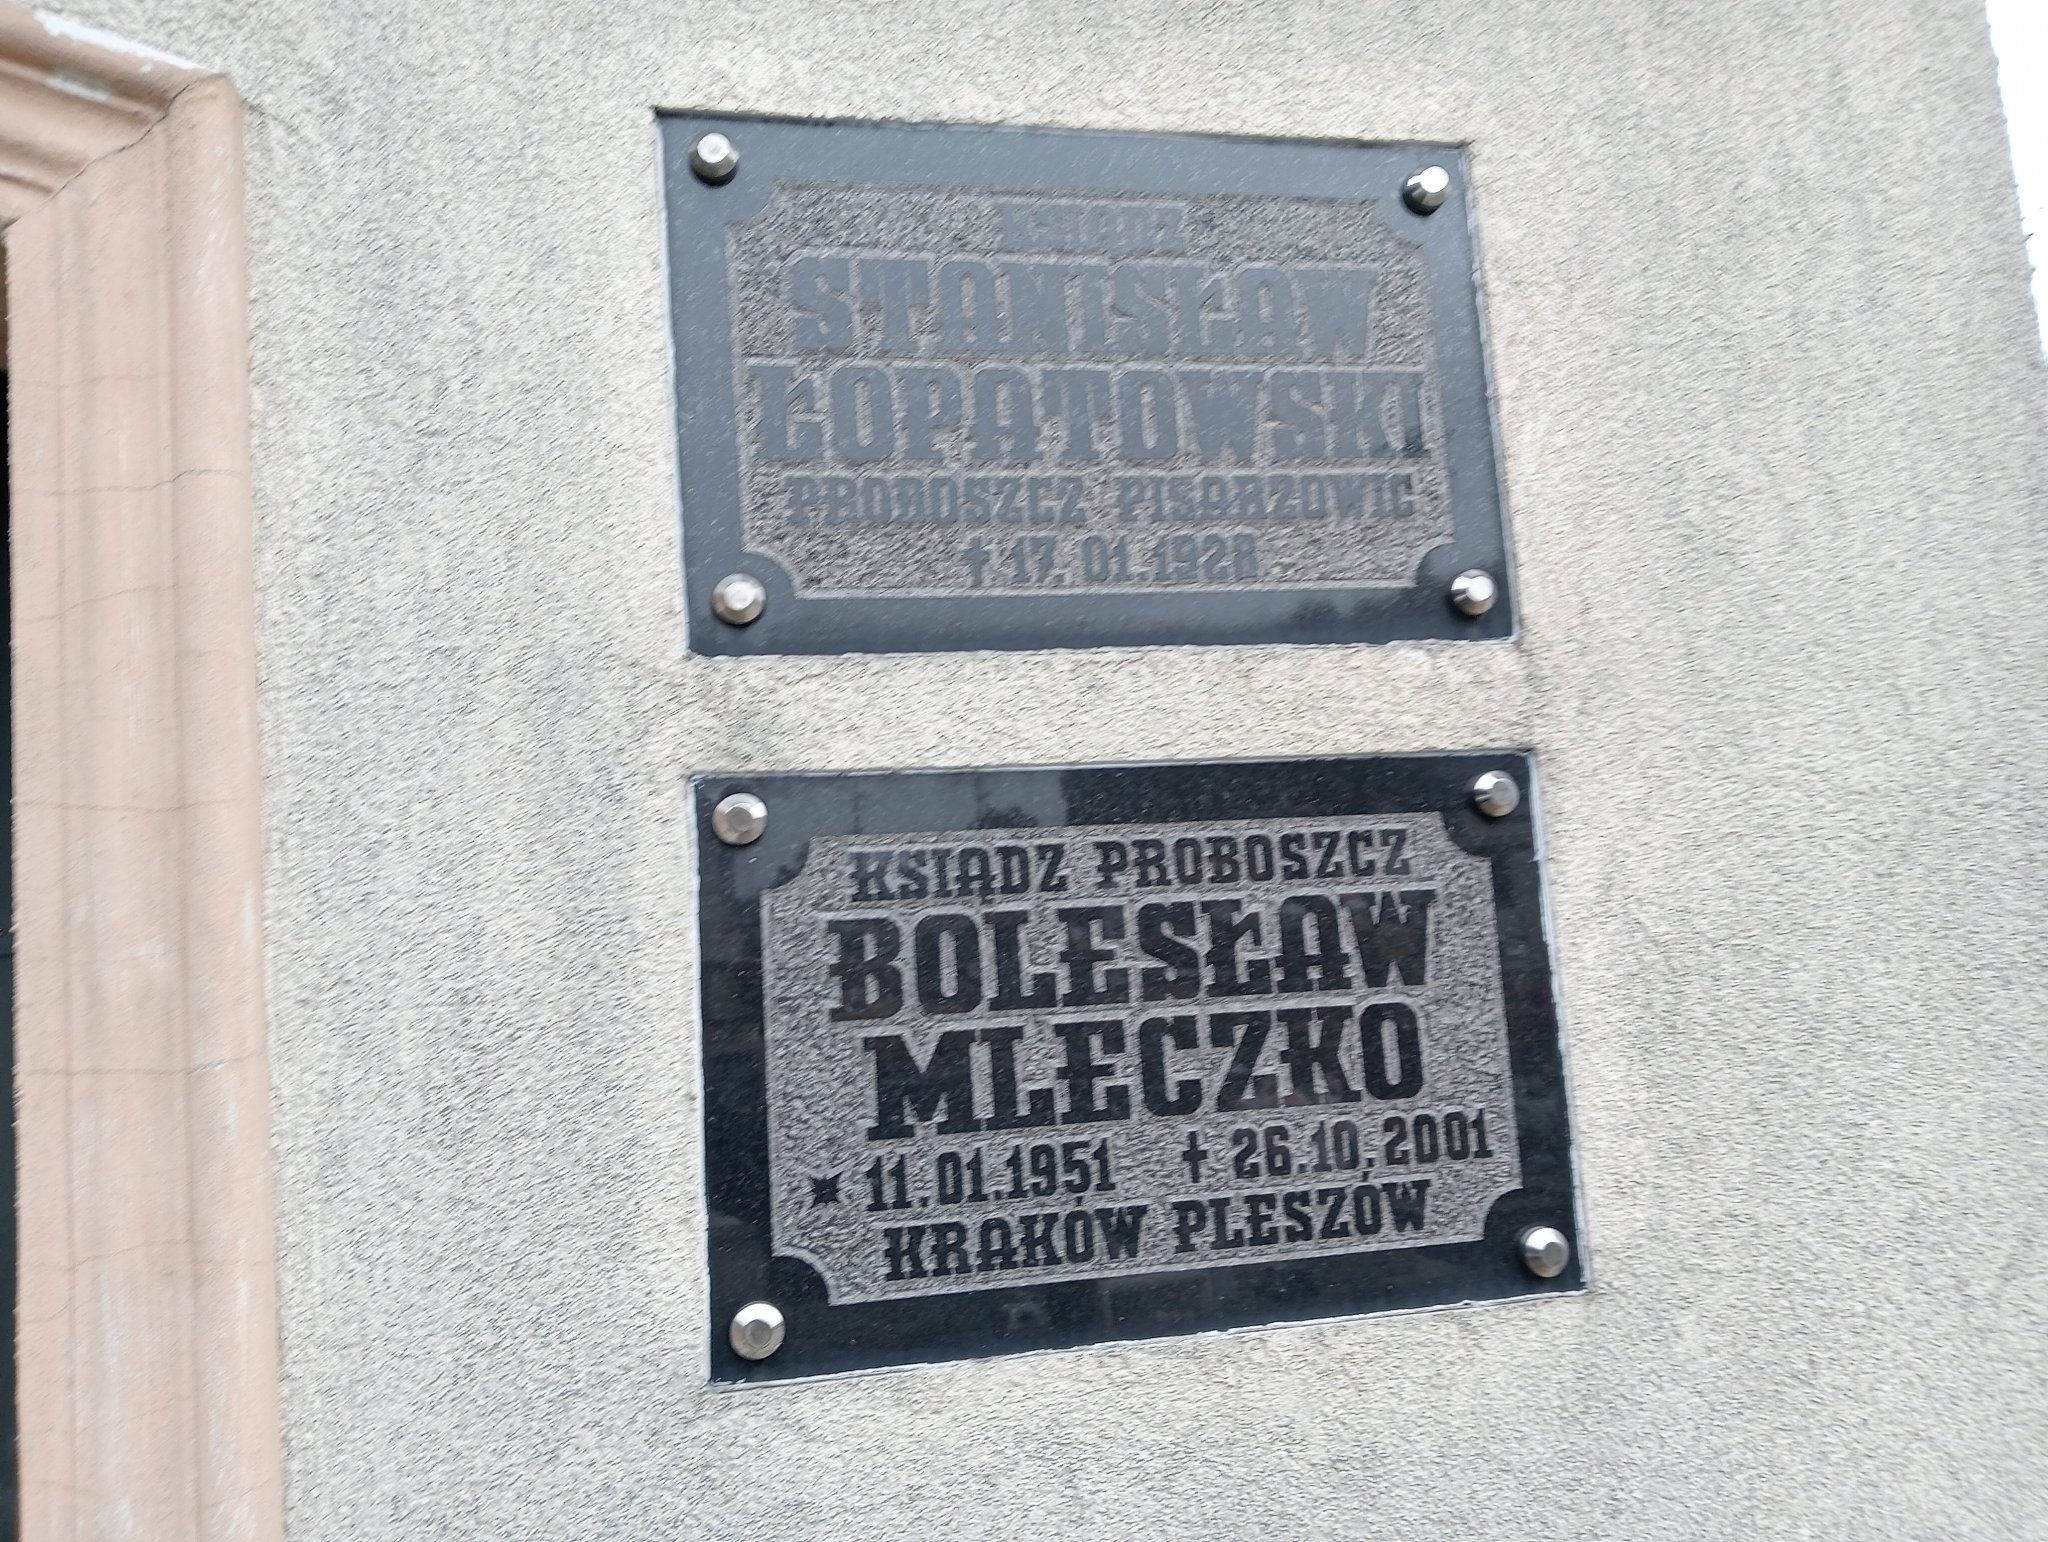 KSIĄDZ
STANISŁAW
ŁOPATOWSKI
PROBOSZCZ PISARZOWIC
† 17.01.1928
KSIĄDZ PROBOSZCZ
BOLESŁAW
MLECZKO
* 11.01.1951 † 26.10.2001
KRAKÓW PLESZÓW